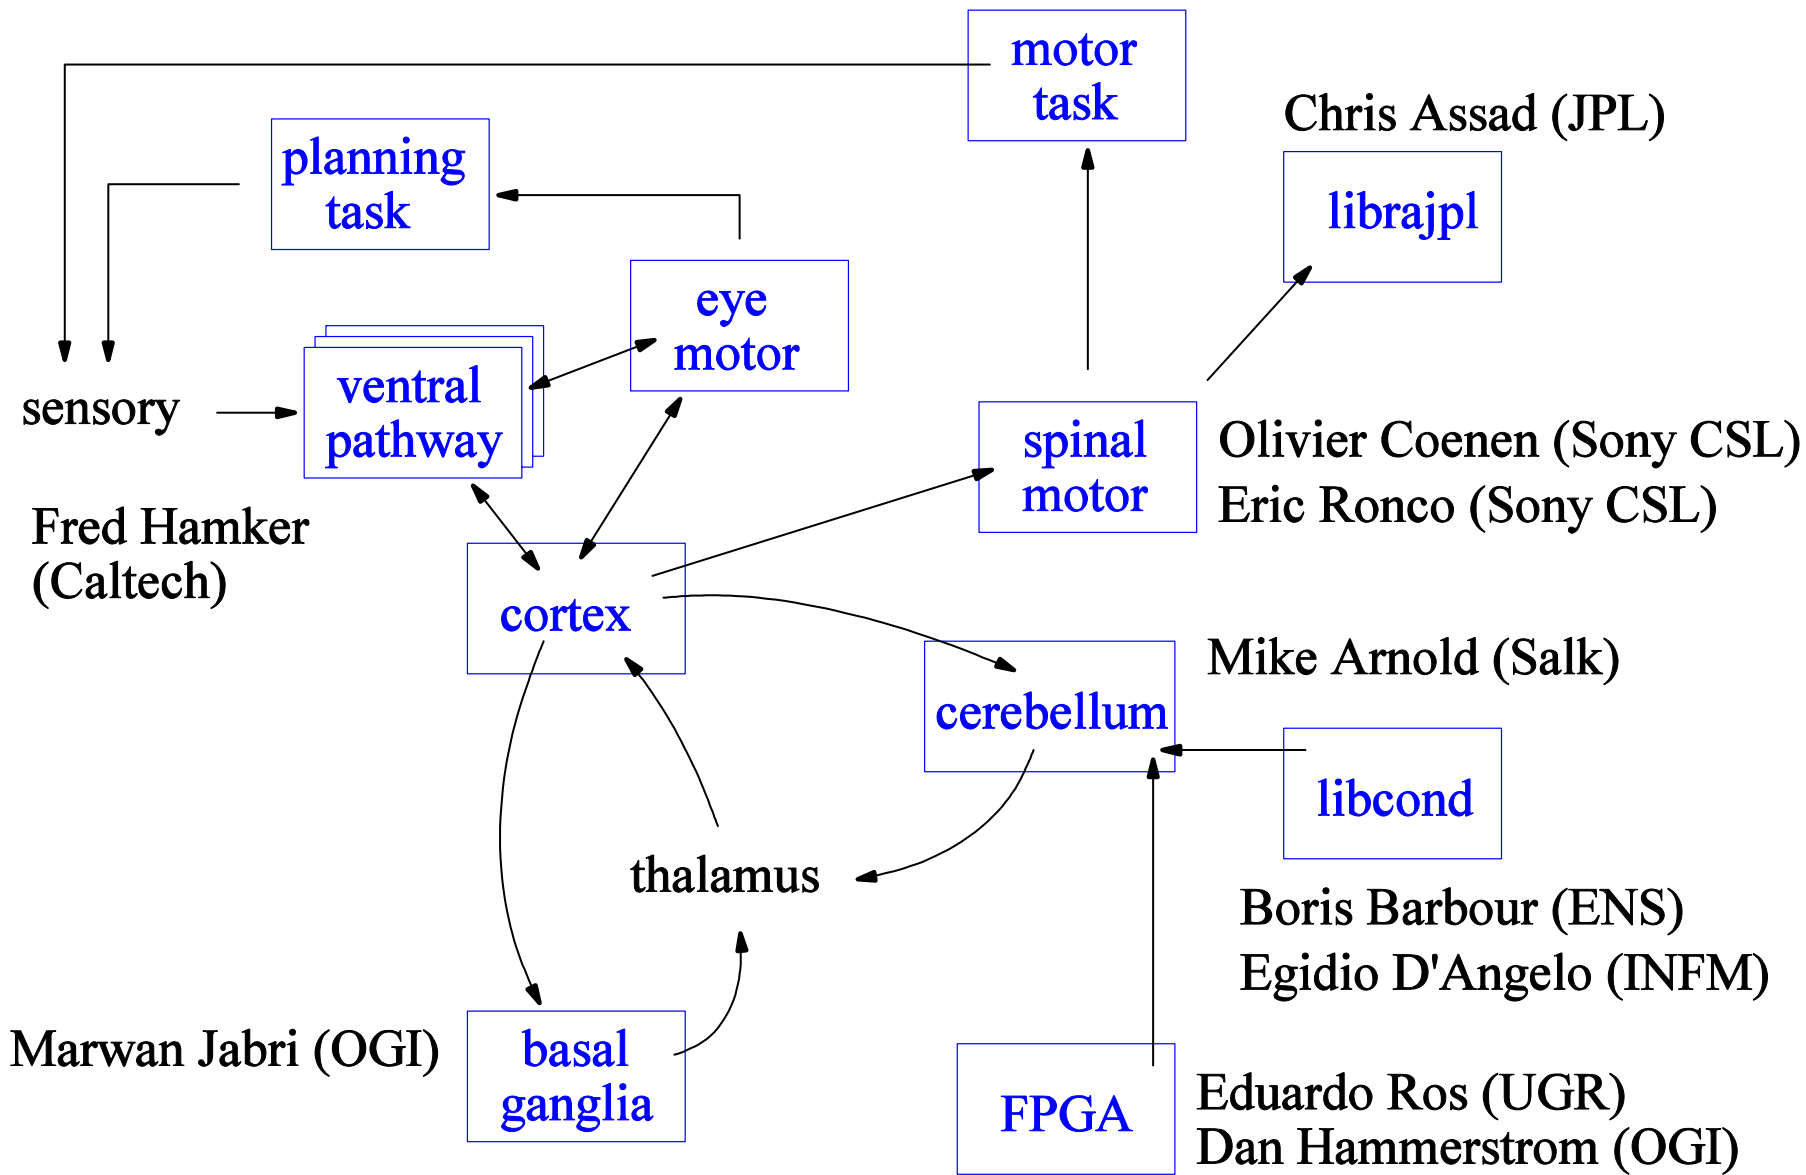 motor
task
Chris Assad (JPL)
planning
task
librajpl
eye
motor
ventral
pathway
sensory
spinal
motor
Olivier Coenen (Sony CSL)
Eric Ronco (Sony CSL)
Fred Hamker
(Caltech)
cortex
Mike Arnold (Salk)
cerebellum
libcond
thalamus
Boris Barbour (ENS)
Egidio D'Angelo (INFM)
Marwan Jabri (OGI)
basal
ganglia
FPGA
Eduardo Ros (UGR)
Dan Hammerstrom (OGI)